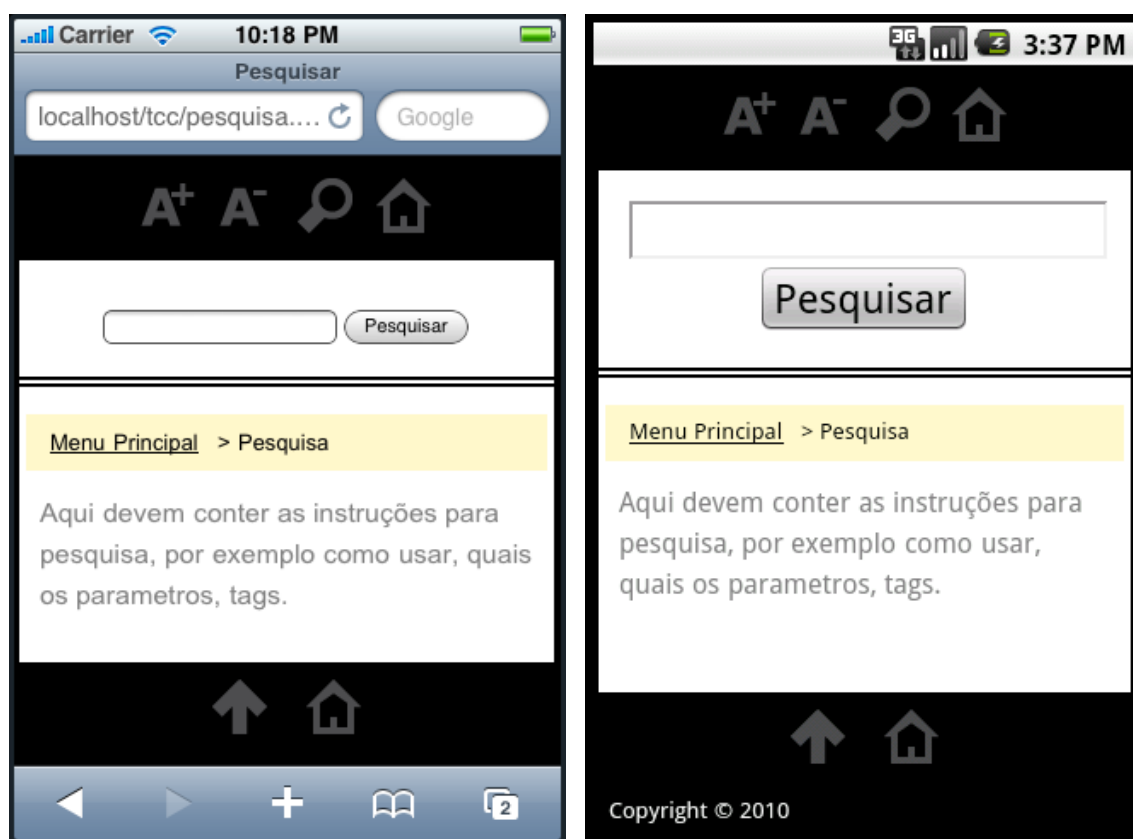 Carrier 10:18 PM
Pesquisar
localhost/tcc/pesquisa.... Google
A+ A-
Pesquisar
Menu Principal > Pesquisa
Aqui devem conter as instruções para
pesquisa, por exemplo como usar, quais
os parametros, tags.
2
3G 3:37 PM
A+ A-
Pesquisar
Menu Principal > Pesquisa
Aqui devem conter as instruções para
pesquisa, por exemplo como usar,
quais os parametros, tags.
Copyright © 2010